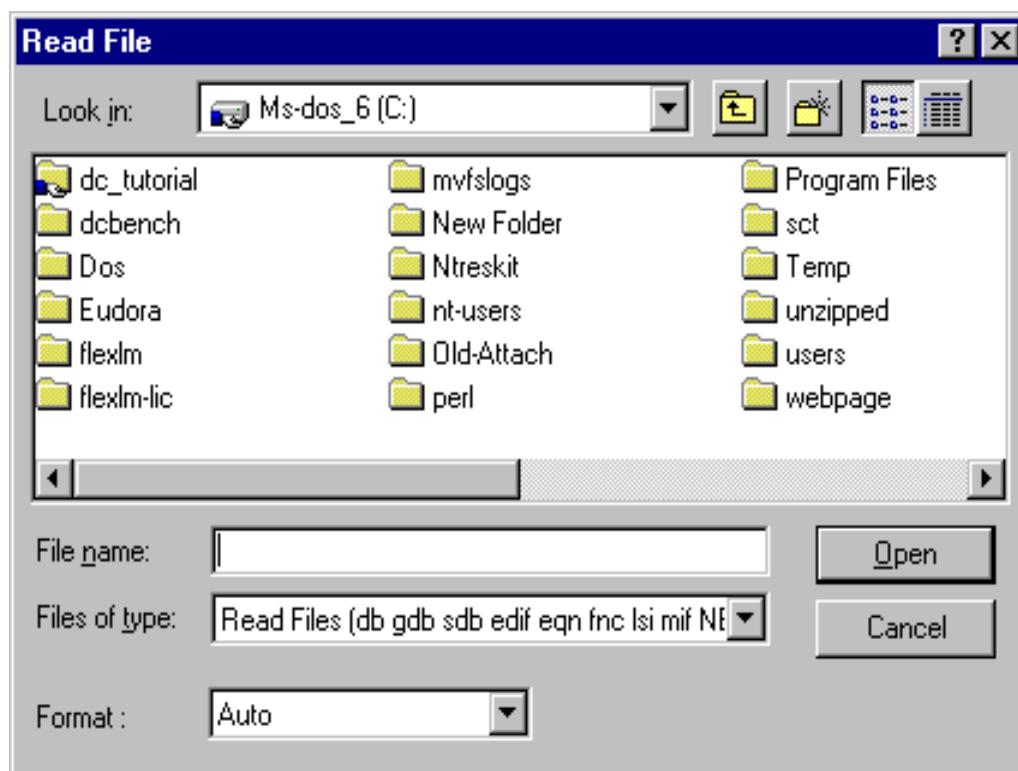 Read File
Look in: Ms-dos_6 (C:)
dc_tutorial mvfslogs Program Files
dcbench New Folder sct
Dos Ntreskit Temp
Eudora nt-users unzipped
flexlm Old-Attach users
flexlm-lic perl webpage
File name: Open
Files of type: Read Files (db gdb sdb edif eqn fnc lsi mif NE Cancel
Format : Auto